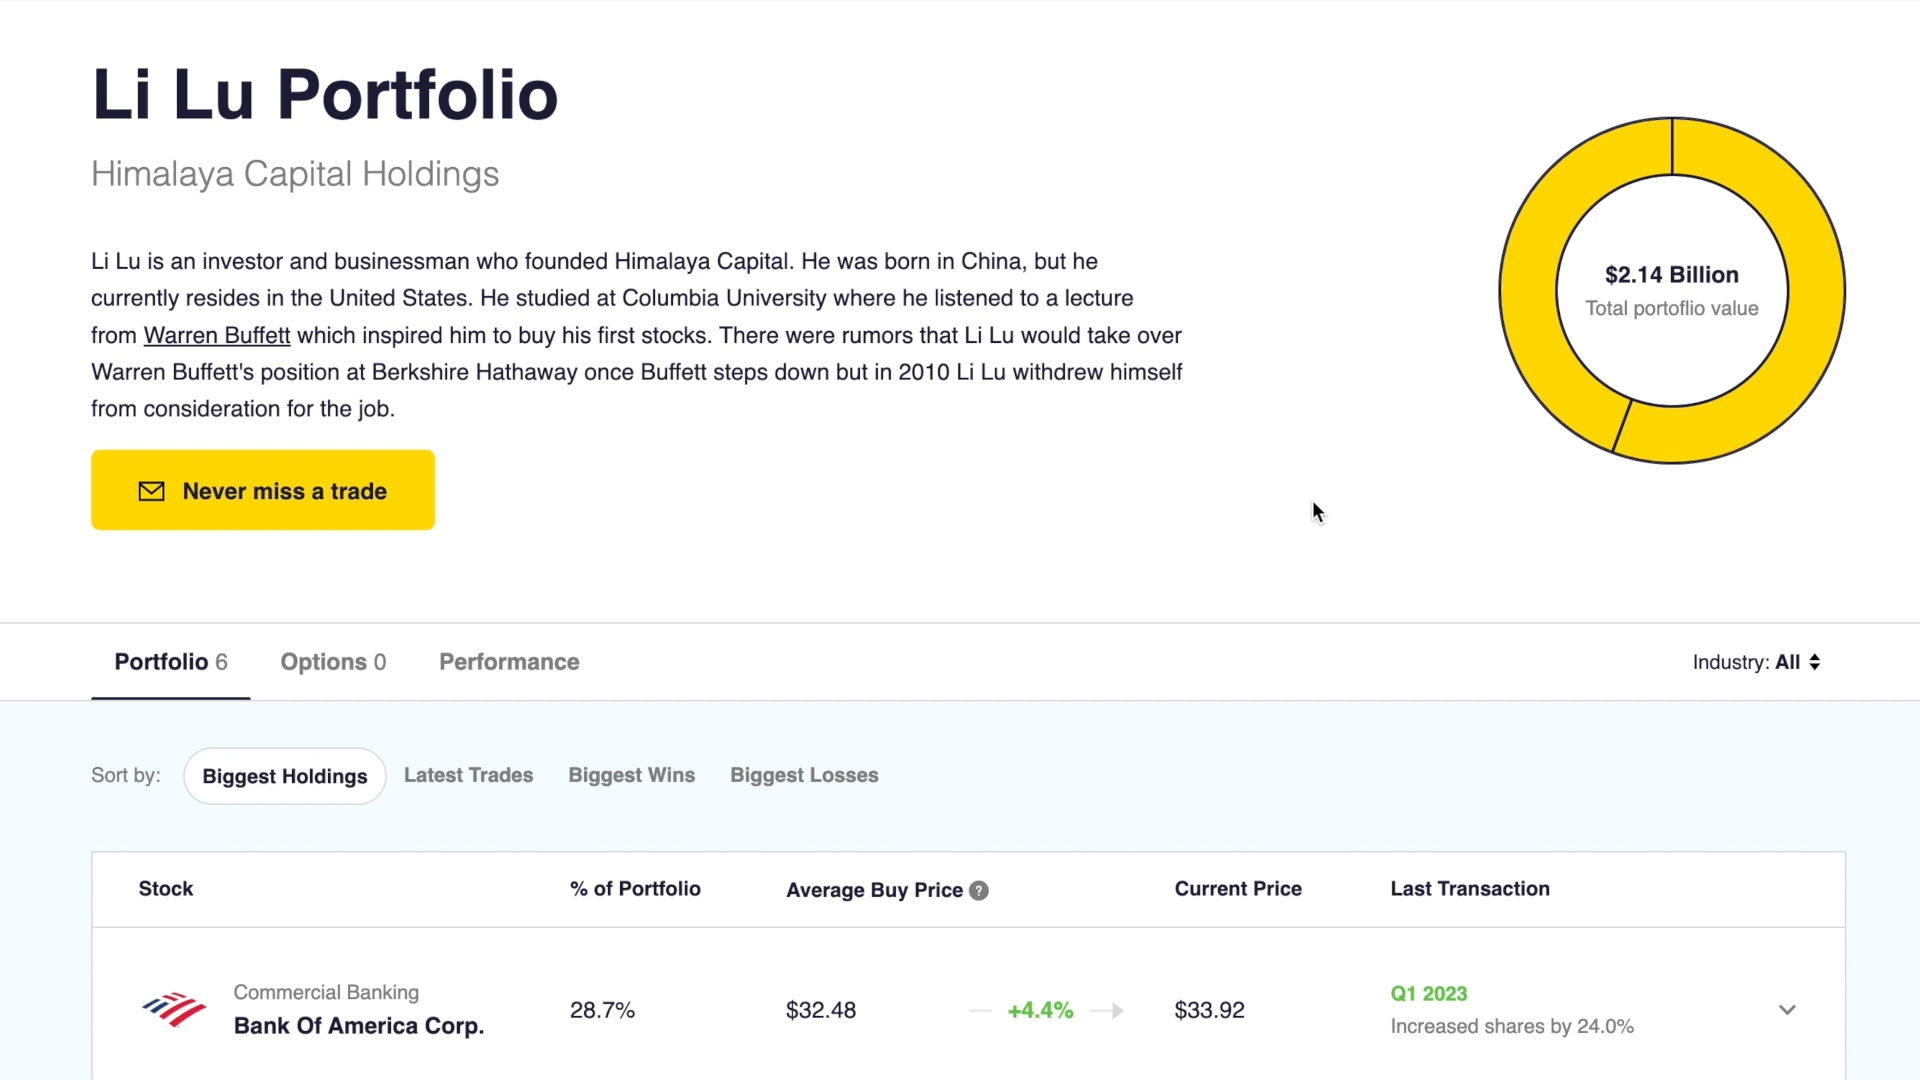 Li Lu Portfolio
Himalaya Capital Holdings
Li Lu is an investor and businessman who founded Himalaya Capital. He was born in China, but he
currently resides in the United States. He studied at Columbia University where he listened to a lecture
from Warren Buffett which inspired him to buy his first stocks. There were rumors that Li Lu would take over
Warren Buffett's position at Berkshire Hathaway once Buffett steps down but in 2010 Li Lu withdrew himself
from consideration for the job.
Never miss a trade
$2.14 Billion
Total portoflio value
Portfolio 6 Options 0 Performance Industry: All
Sort by: Biggest Holdings Latest Trades Biggest Wins Biggest Losses
Stock % of Portfolio Average Buy Price ? Current Price Last Transaction
Commercial Banking
Bank Of America Corp.
28.7% $32.48 +4.4% $33.92
Q1 2023
Increased shares by 24.0%